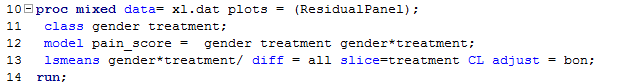 10 proc mixed data= xl.dat plots = (ResidualPanel);
11 class gender treatment;
12 model pain_score = gender treatment gender*treatment;
13 lsmeans gender*treatment/ diff = all slice=treatment CL adjust = bon;
14 run;